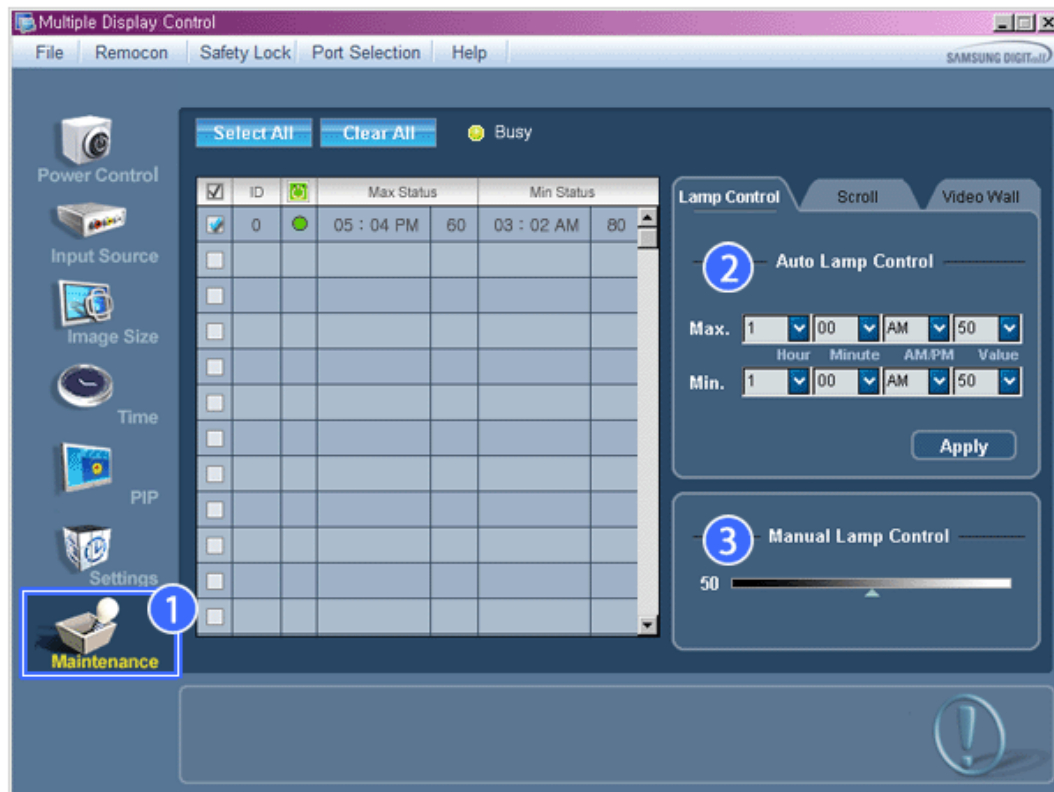 Multiple Display Control
File Remocon Safety Lock Port Selection Help
SAMSUNG DIGITall
Power Control
Input Source
Image Size
Time
PIP
Settings
1
Maintenance
Select All Clear All Busy
ID Max Status Min Status
0 05 : 04 PM 60 03 : 02 AM 80
Lamp Control Scroll Video Wall
2 Auto Lamp Control
Max. 1 00 AM 50
Hour Minute AM/PM Value
Min. 1 00 AM 50
Apply
3 Manual Lamp Control
50